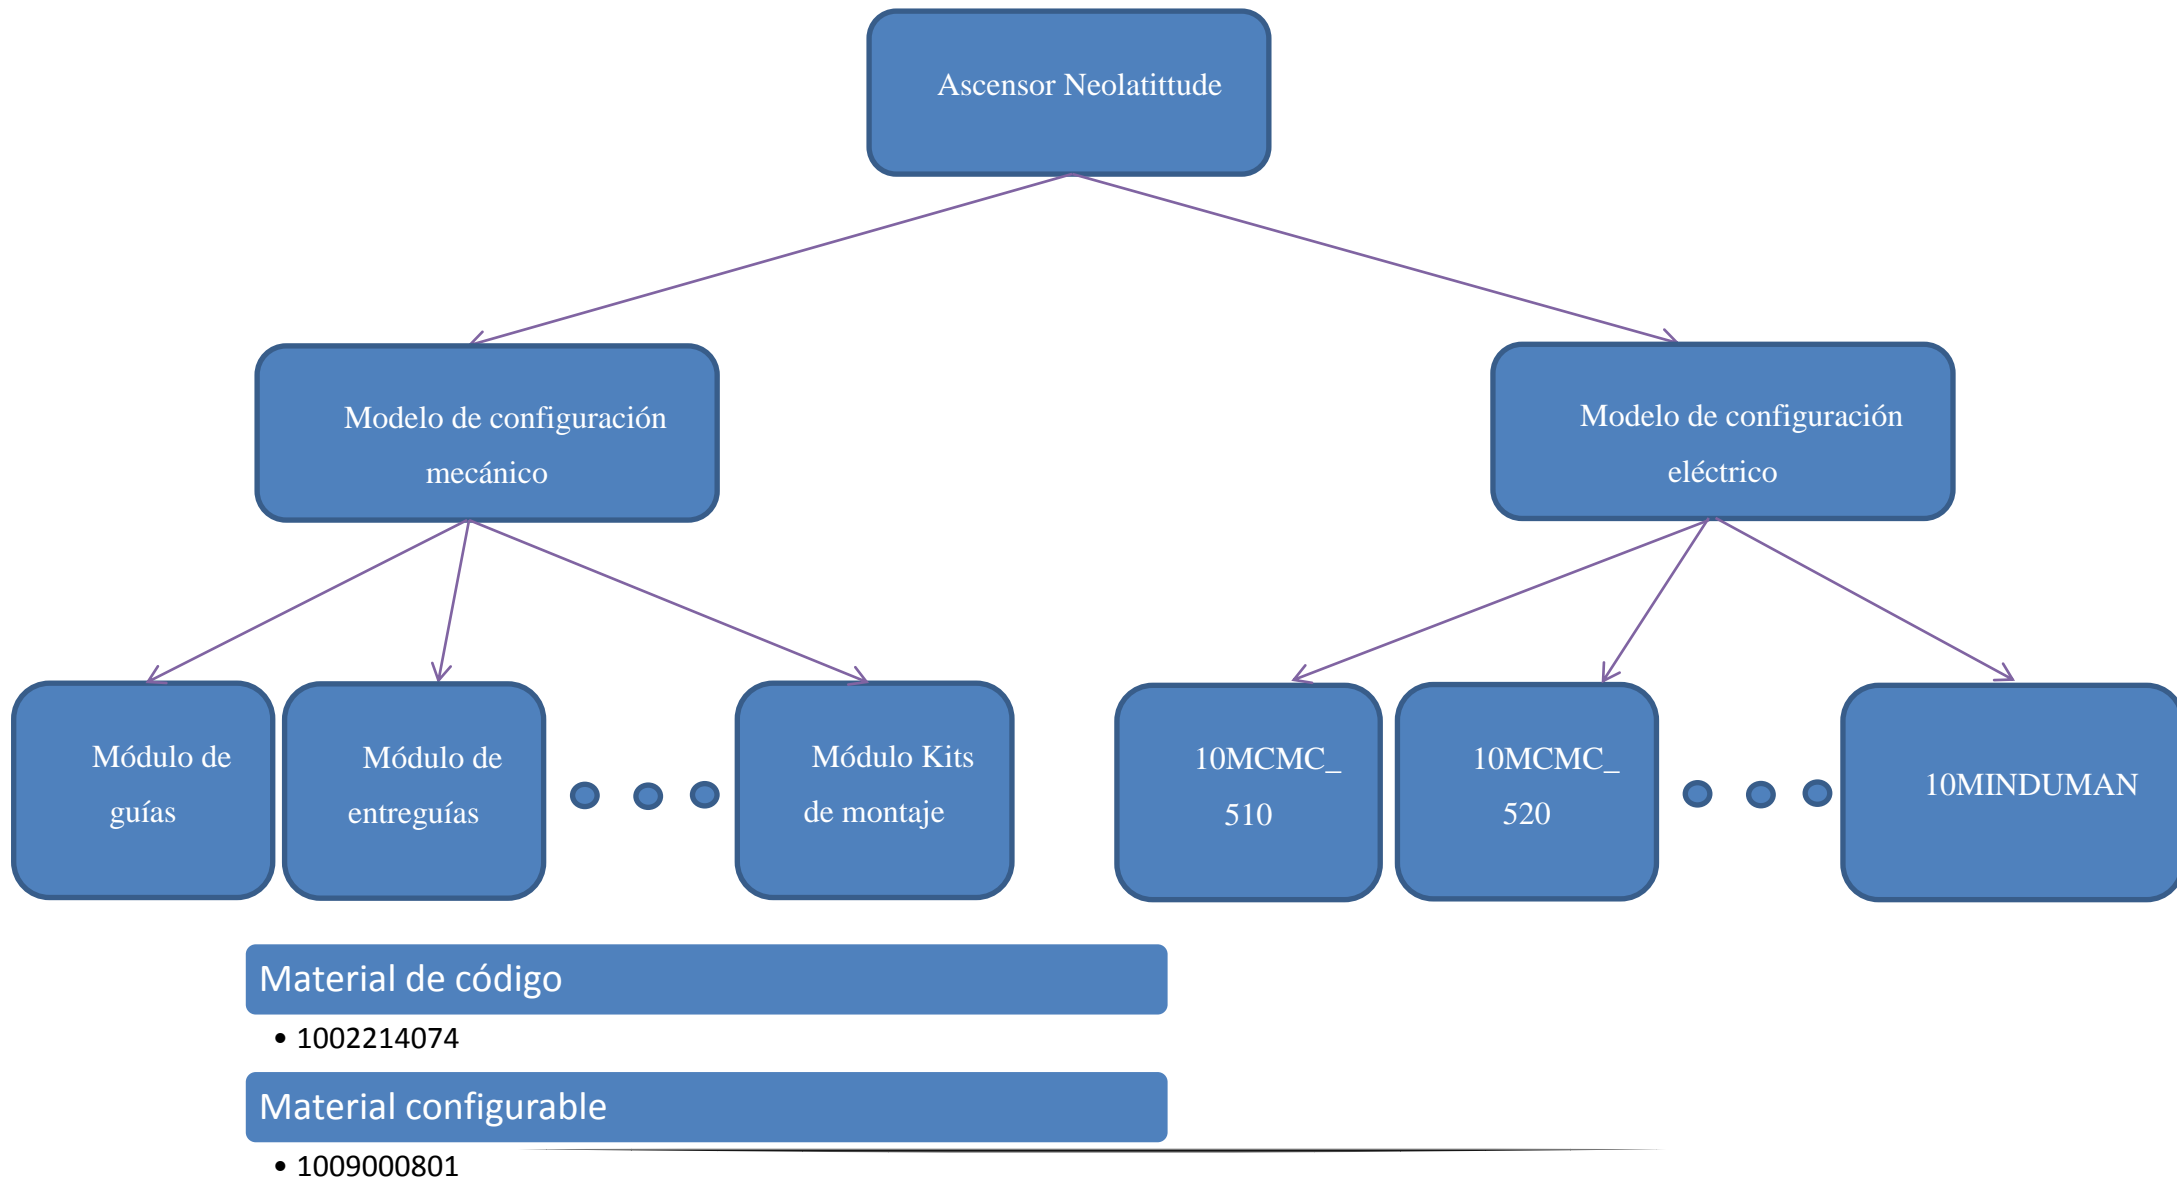 Ascensor Neolatittude
Modelo de configuración
mecánico
Modelo de configuración
eléctrico
Módulo de
guías
Módulo de
entreguías
Módulo Kits
de montaje
10MCMC_
510
10MCMC_
520
10MINDUMAN
Material de código
• 1002214074
Material configurable
• 1009000801